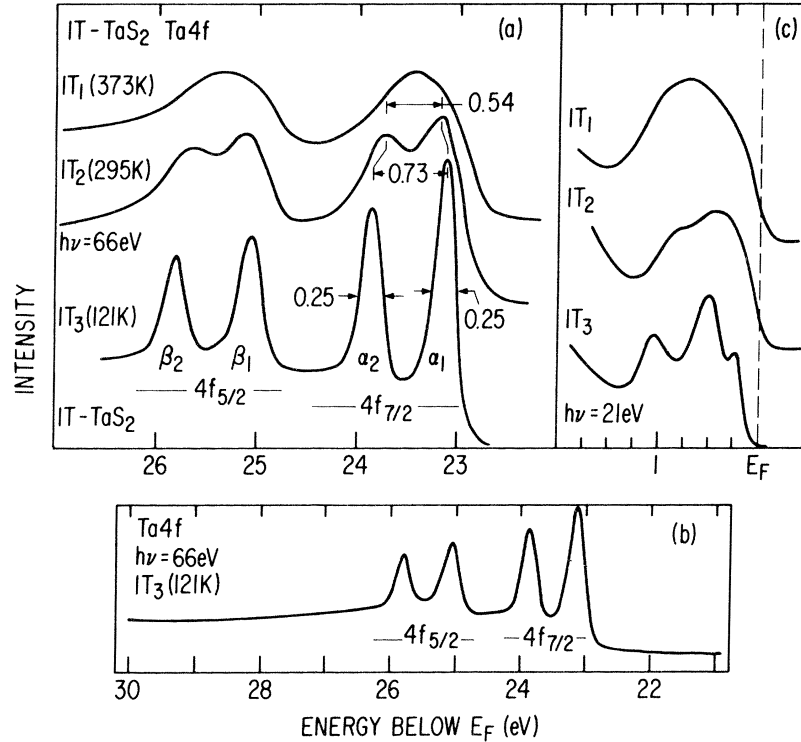 IT-TaS2 Ta4f (a)
IT1(373K)
0.54
IT2(295K)
0.73
hν=66eV
0.25
0.25
IT3(121K)
β2 β1 α2 α1
4f5/2
4f7/2
IT-TaS2
INTENSITY
26 25 24 23
(c)
IT1
IT2
IT3
hν=21eV
1 EF
Ta4f
hν=66eV
IT3(121K)
(b)
4f5/2 4f7/2
30 28 26 24 22
ENERGY BELOW EF (eV)